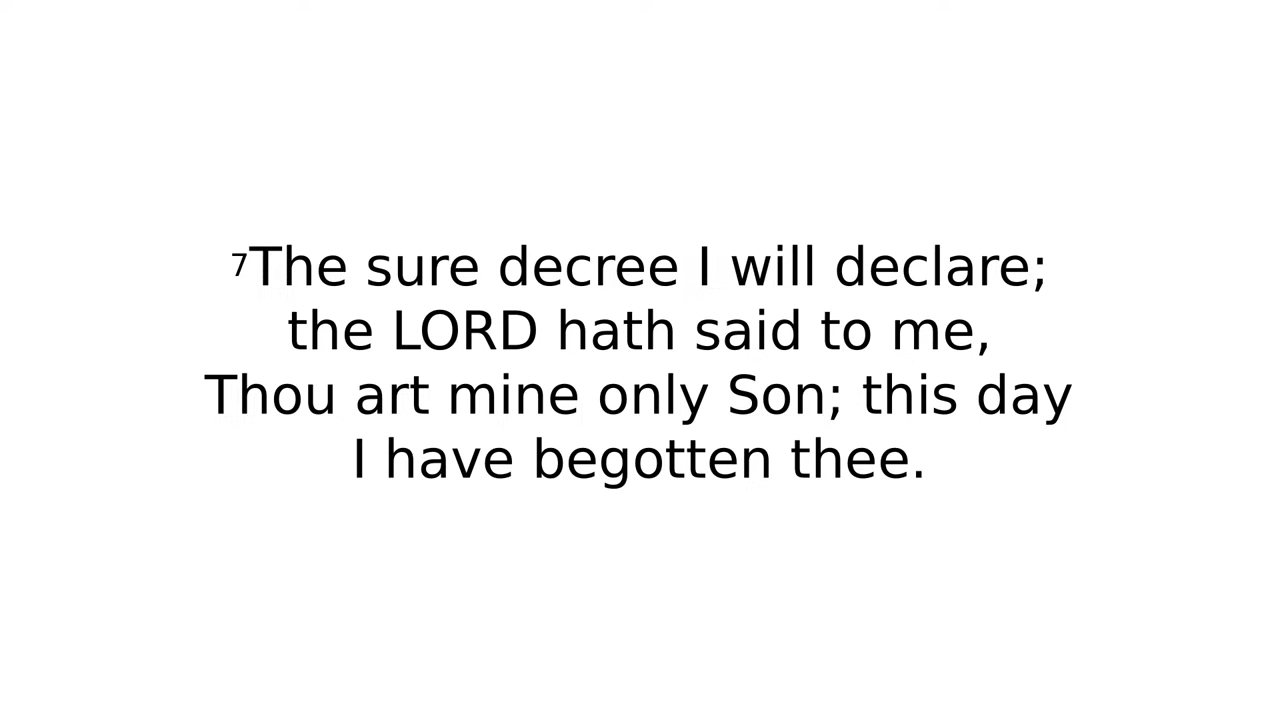 ⁷The sure decree I will declare;
the LORD hath said to me,
Thou art mine only Son; this day
I have begotten thee.